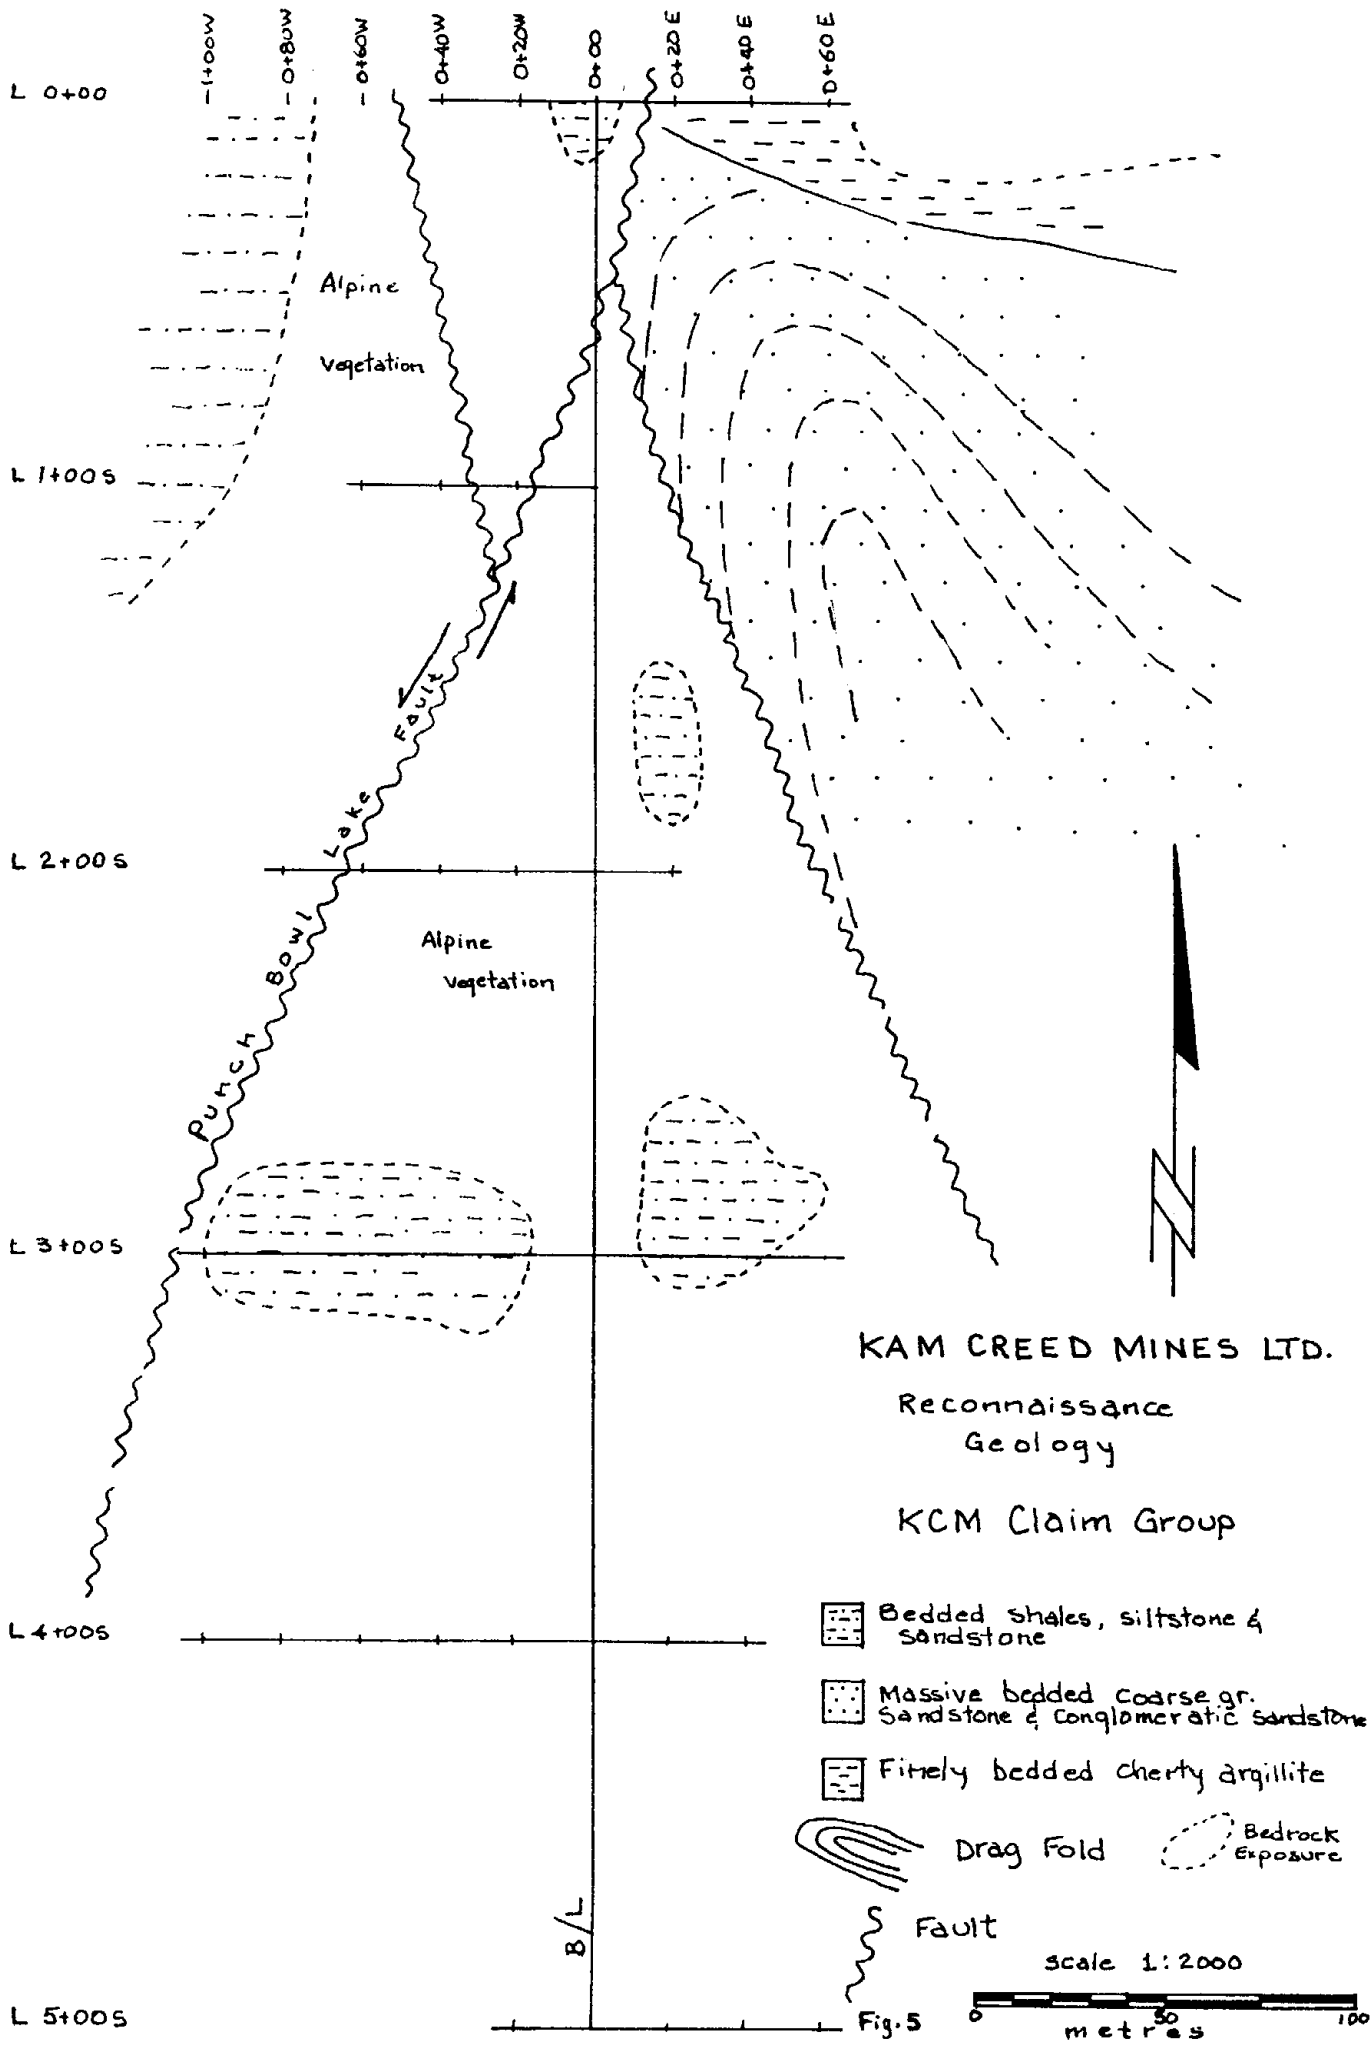 1+00W
0+80W
0+60W
0+40W
0+20W
0+00
0+20E
0+40E
0+60E
L 0+00
Alpine
Vegetation
L 1+00S
Punch Bowl Lake Fault
L 2+00S
Alpine
Vegetation
L 3+00S
KAM CREED MINES LTD.
Reconnaissance
Geology
KCM Claim Group
L 4+00S
Bedded shales, siltstone &
sandstone
Massive bedded coarse gr.
Sandstone & Conglomeratic sandstone
Finely bedded cherty argillite
Drag Fold
Bedrock
Exposure
B/L
Fault
scale 1:2000
L 5+00S
Fig.5
0 50 100
metres